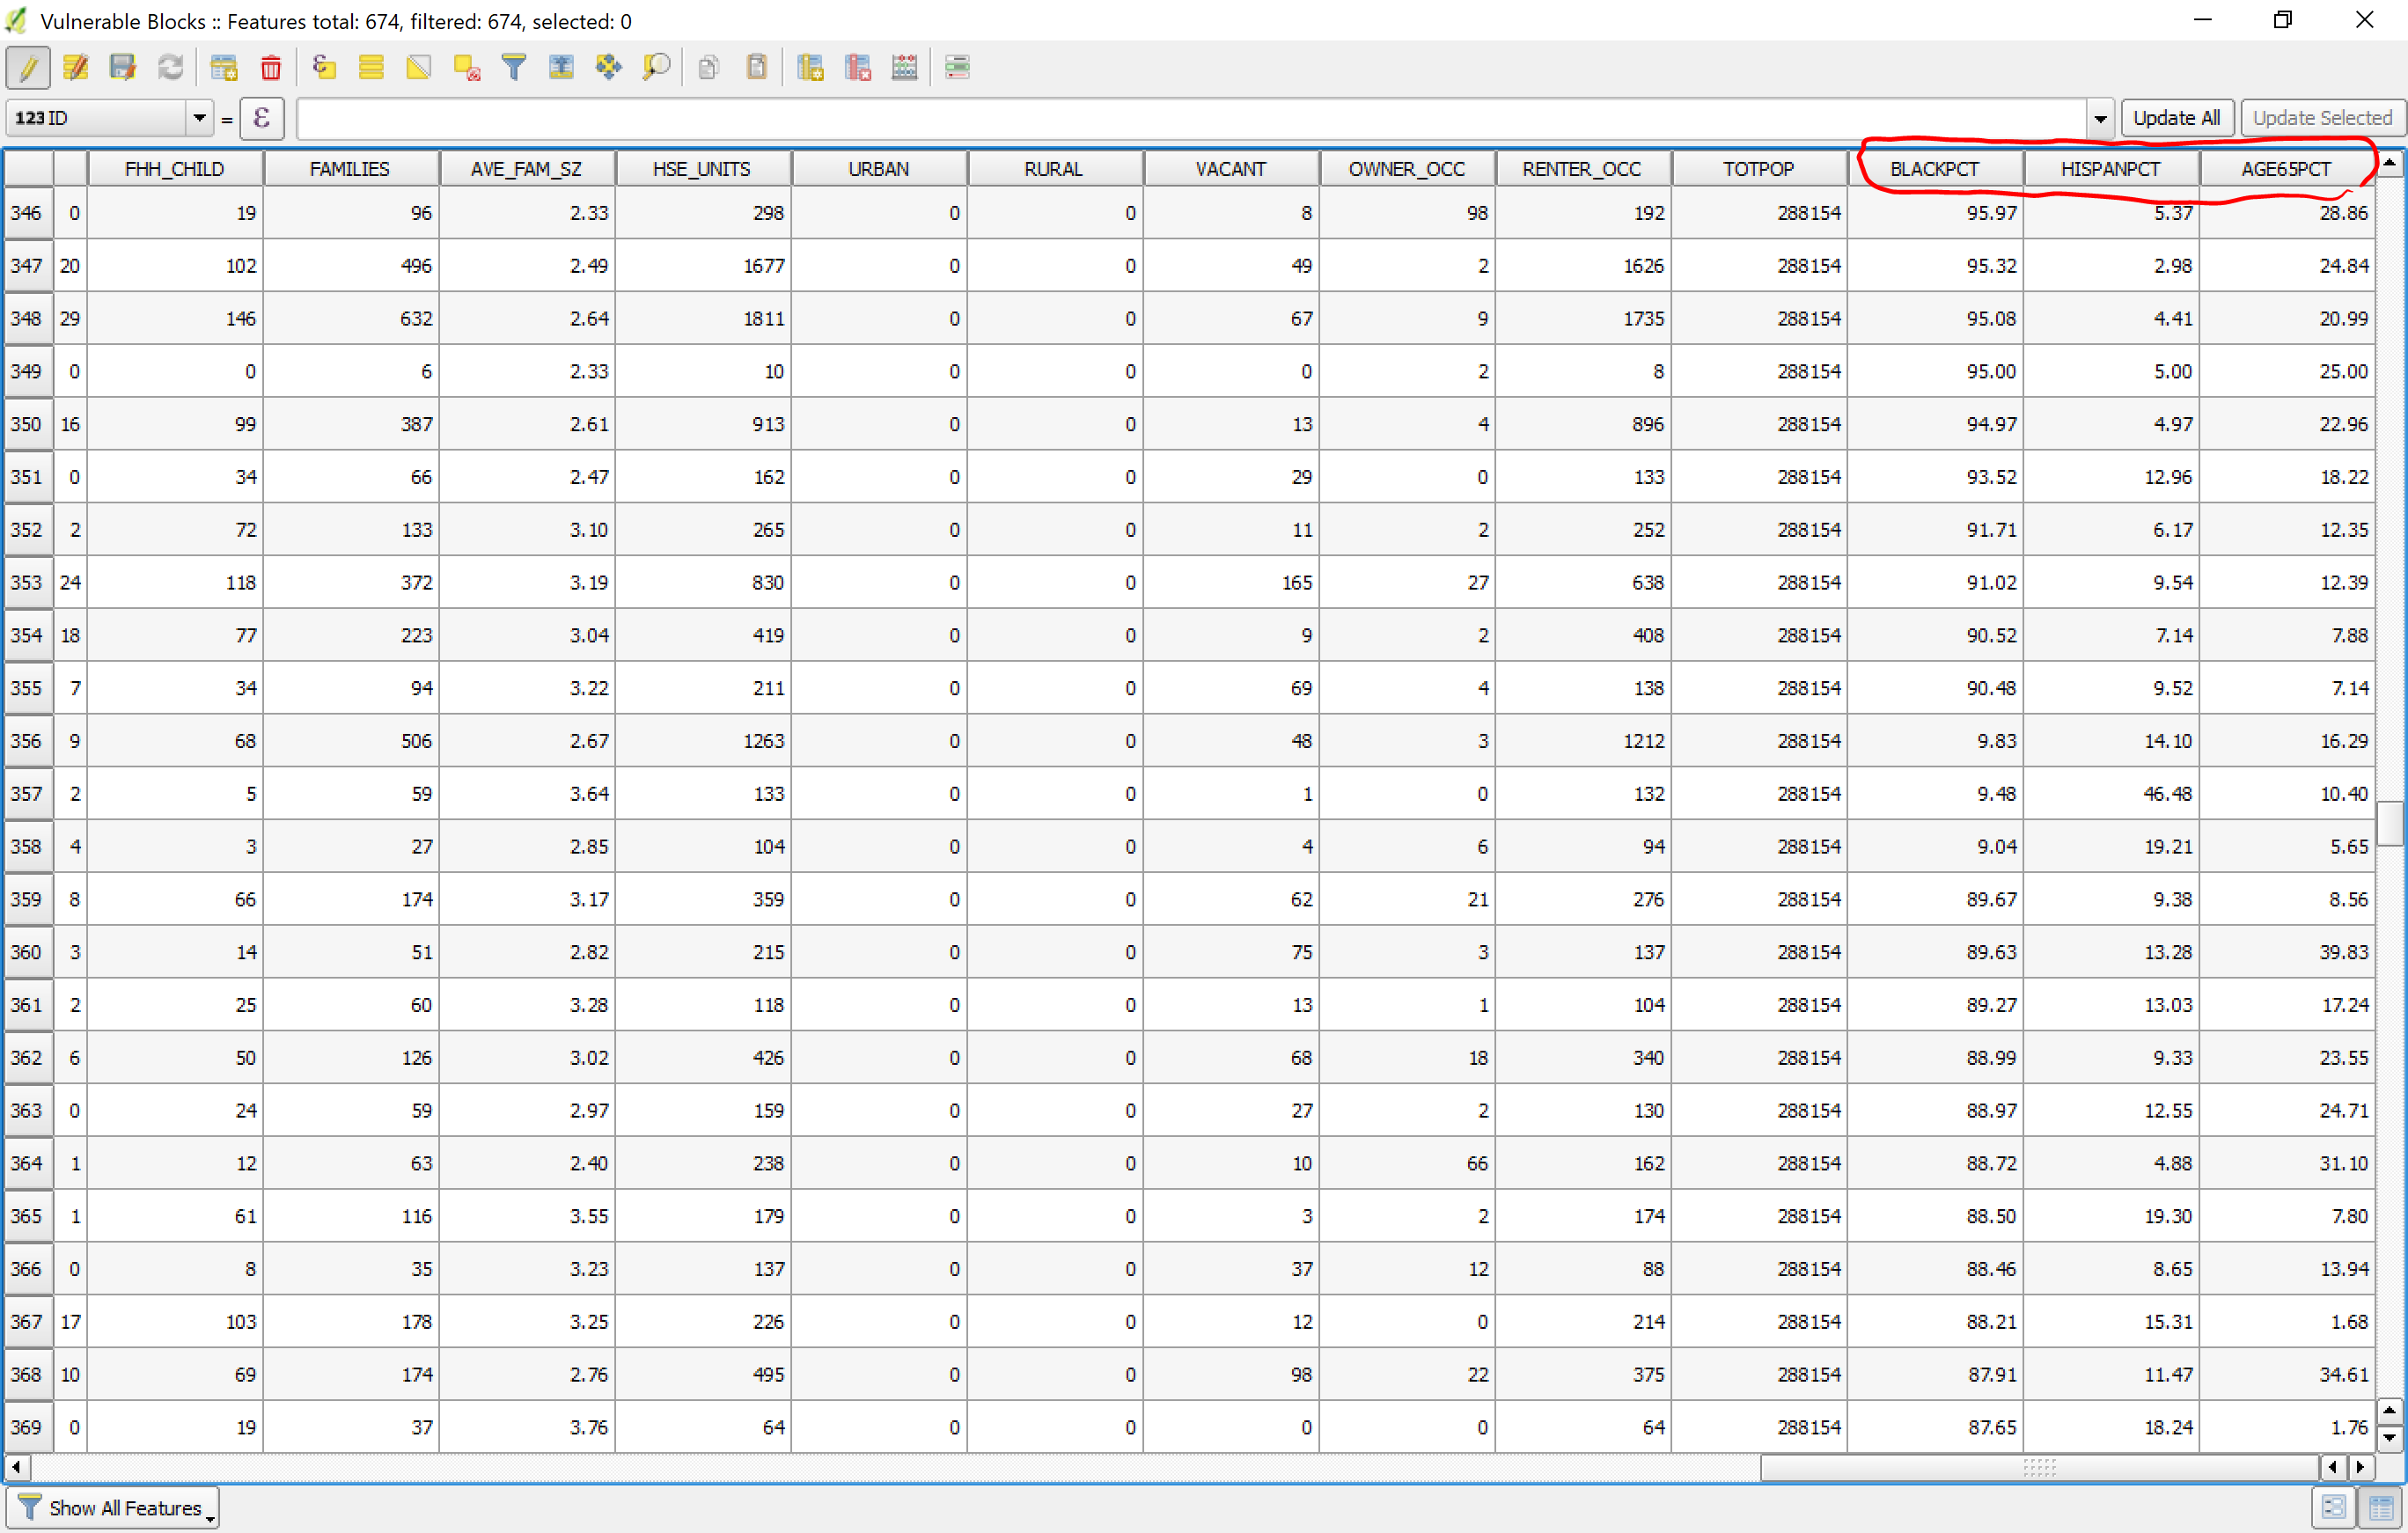 Vulnerable Blocks :: Features total: 674, filtered: 674, selected: 0
123 ID = ε Update All Update Selected
FHH_CHILD FAMILIES AVE_FAM_SZ HSE_UNITS URBAN RURAL VACANT OWNER_OCC RENTER_OCC TOTPOP BLACKPCT HISPANPCT AGE65PCT
346 0 19 96 2.33 298 0 0 8 98 192 288154 95.97 5.37 28.86
347 20 102 496 2.49 1677 0 0 49 2 1626 288154 95.32 2.98 24.84
348 29 146 632 2.64 1811 0 0 67 9 1735 288154 95.08 4.41 20.99
349 0 0 6 2.33 10 0 0 0 2 8 288154 95.00 5.00 25.00
350 16 99 387 2.61 913 0 0 13 4 896 288154 94.97 4.97 22.96
351 0 34 66 2.47 162 0 0 29 0 133 288154 93.52 12.96 18.22
352 2 72 133 3.10 265 0 0 11 2 252 288154 91.71 6.17 12.35
353 24 118 372 3.19 830 0 0 165 27 638 288154 91.02 9.54 12.39
354 18 77 223 3.04 419 0 0 9 2 408 288154 90.52 7.14 7.88
355 7 34 94 3.22 211 0 0 69 4 138 288154 90.48 9.52 7.14
356 9 68 506 2.67 1263 0 0 48 3 1212 288154 9.83 14.10 16.29
357 2 5 59 3.64 133 0 0 1 0 132 288154 9.48 46.48 10.40
358 4 3 27 2.85 104 0 0 4 6 94 288154 9.04 19.21 5.65
359 8 66 174 3.17 359 0 0 62 21 276 288154 89.67 9.38 8.56
360 3 14 51 2.82 215 0 0 75 3 137 288154 89.63 13.28 39.83
361 2 25 60 3.28 118 0 0 13 1 104 288154 89.27 13.03 17.24
362 6 50 126 3.02 426 0 0 68 18 340 288154 88.99 9.33 23.55
363 0 24 59 2.97 159 0 0 27 2 130 288154 88.97 12.55 24.71
364 1 12 63 2.40 238 0 0 10 66 162 288154 88.72 4.88 31.10
365 1 61 116 3.55 179 0 0 3 2 174 288154 88.50 19.30 7.80
366 0 8 35 3.23 137 0 0 37 12 88 288154 88.46 8.65 13.94
367 17 103 178 3.25 226 0 0 12 0 214 288154 88.21 15.31 1.68
368 10 69 174 2.76 495 0 0 98 22 375 288154 87.91 11.47 34.61
369 0 19 37 3.76 64 0 0 0 0 64 288154 87.65 18.24 1.76
Show All Features